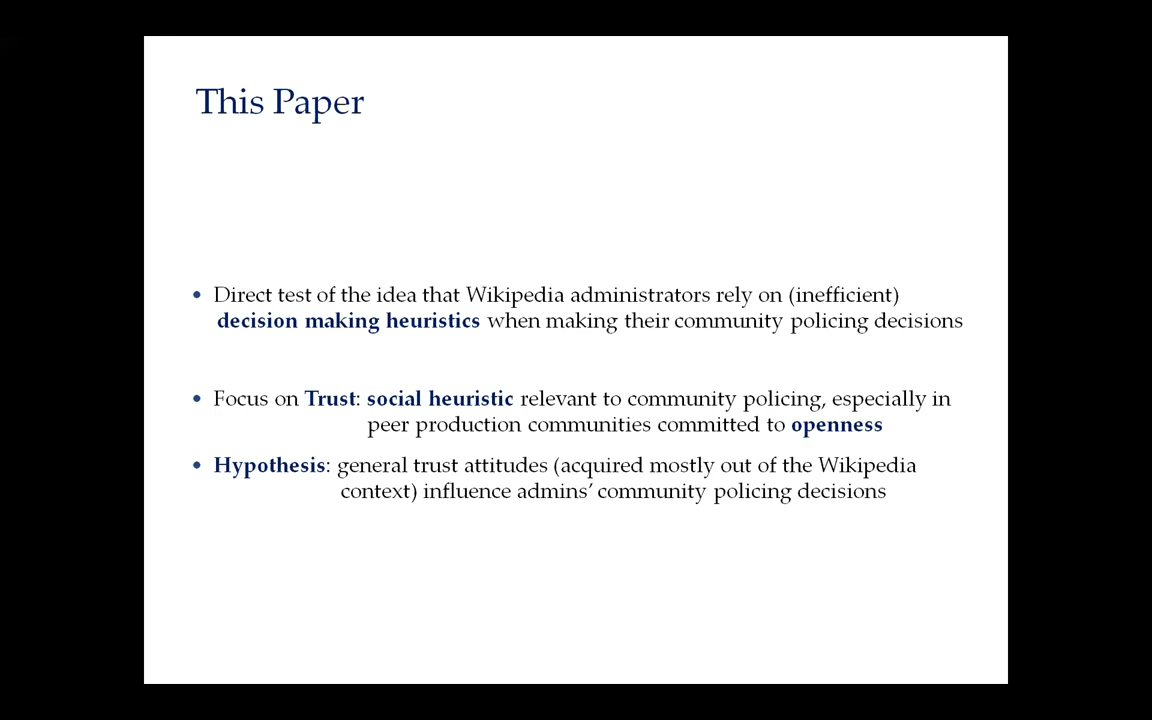 This Paper
• Direct test of the idea that Wikipedia administrators rely on (inefficient)
decision making heuristics when making their community policing decisions
• Focus on Trust: social heuristic relevant to community policing, especially in
peer production communities committed to openness
• Hypothesis: general trust attitudes (acquired mostly out of the Wikipedia
context) influence admins’ community policing decisions